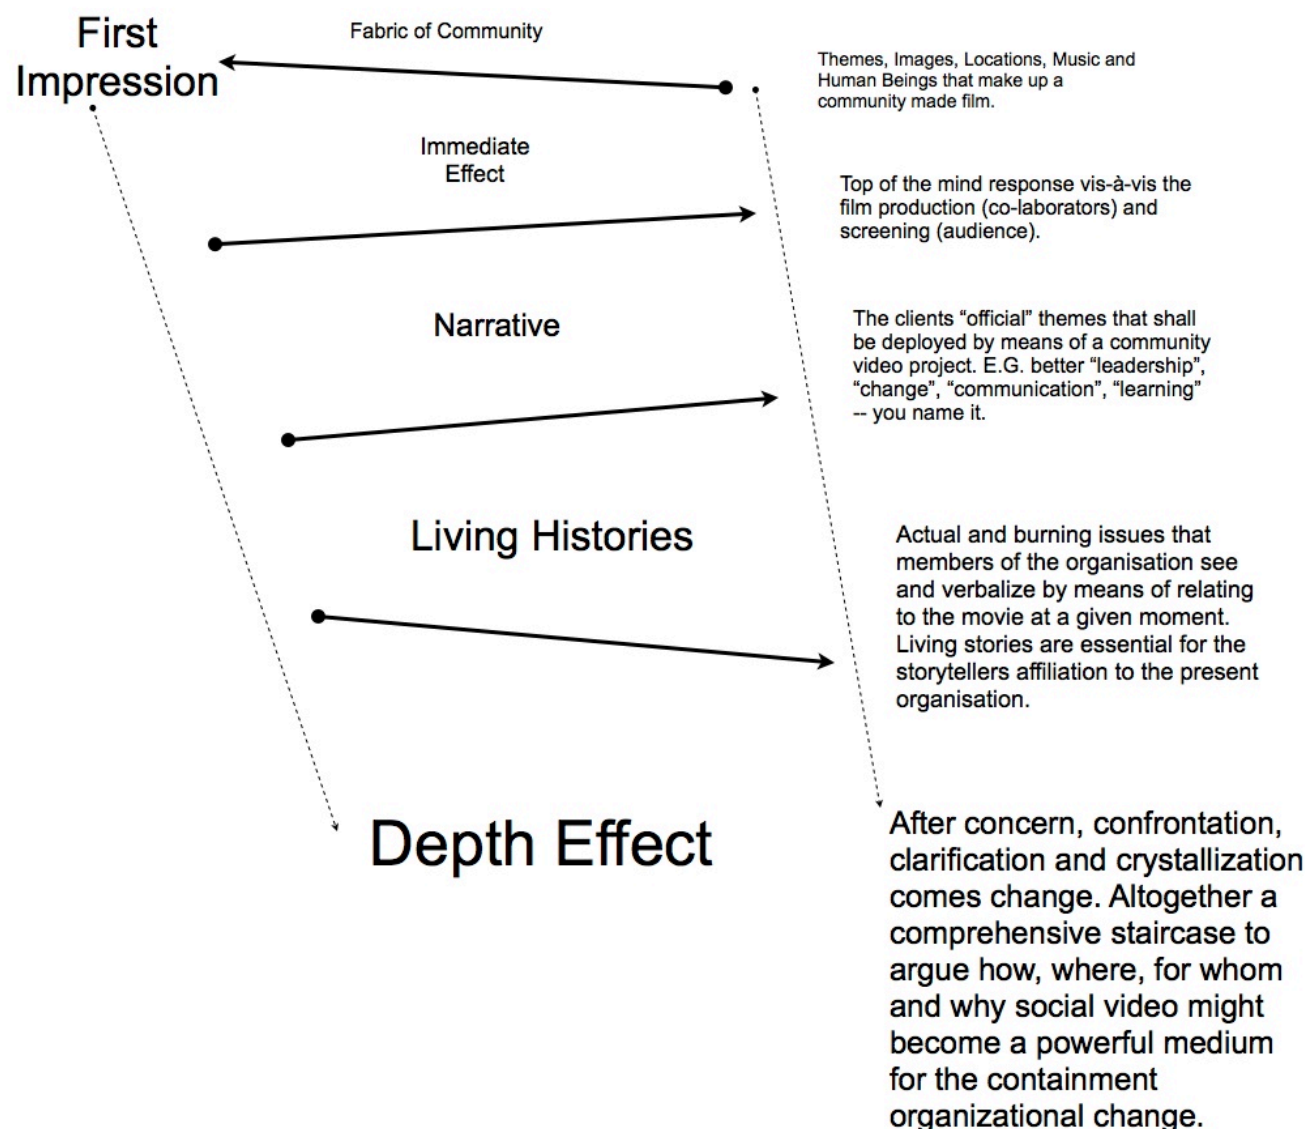 First
Impression
Fabric of Community
Themes, Images, Locations, Music and
Human Beings that make up a
community made film.
Immediate
Effect
Top of the mind response vis-à-vis the
film production (co-laborators) and
screening (audience).
Narrative
The clients “official” themes that shall
be deployed by means of a community
video project. E.G. better “leadership”,
“change”, “communication”, “learning”
-- you name it.
Living Histories
Actual and burning issues that
members of the organisation see
and verbalize by means of relating
to the movie at a given moment.
Living stories are essential for the
storytellers affiliation to the present
organisation.
Depth Effect
After concern, confrontation,
clarification and crystallization
comes change. Altogether a
comprehensive staircase to
argue how, where, for whom
and why social video might
become a powerful medium
for the containment
organizational change.